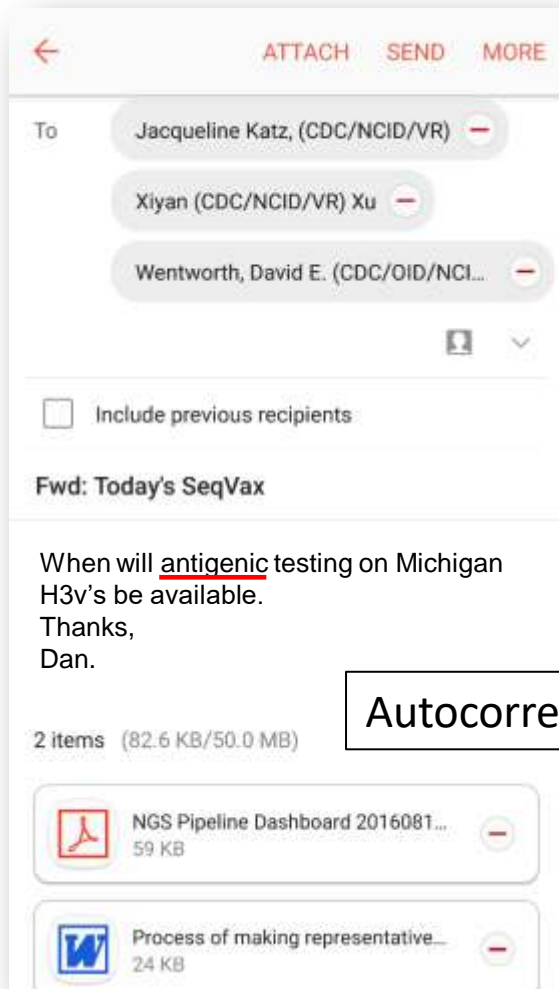 ATTACH SEND MORE
To Jacqueline Katz, (CDC/NCID/VR)
Xiyan (CDC/NCID/VR) Xu
Wentworth, David E. (CDC/OID/NCI...
Include previous recipients
Fwd: Today's SeqVax
When will antigenic testing on Michigan
H3v’s be available.
Thanks,
Dan.
Autocorre
2 items (82.6 KB/50.0 MB)
NGS Pipeline Dashboard 2016081...
59 KB
Process of making representative...
24 KB